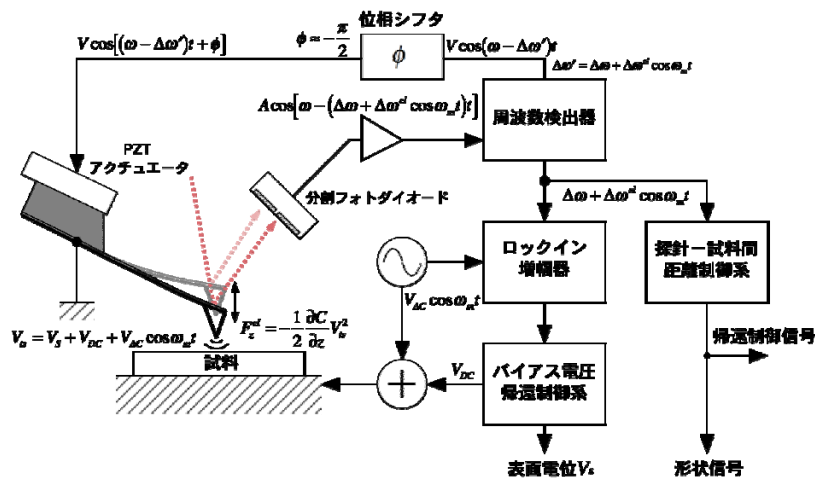 位相シフタ
V cos[(ω − Δω′)t + ϕ]
ϕ ≈ −π/2
ϕ
V cos(ω − Δω′)t
Δω′ = Δω + Δω^el cos ω_m t
A cos[ω − (Δω + Δω^el cos ω_m t)t]
周波数検出器
PZT
アクチュエータ
分割フォトダイオード
Δω + Δω^el cos ω_m t
ロックイン
増幅器
探針－試料間
距離制御系
V_AC cos ω_m t
F_z^el = −1/2 ∂C/∂z V_ts^2
V_ts = V_S + V_DC + V_AC cos ω_m t
試料
帰還制御信号
V_DC
バイアス電圧
帰還制御系
表面電位V_s
形状信号